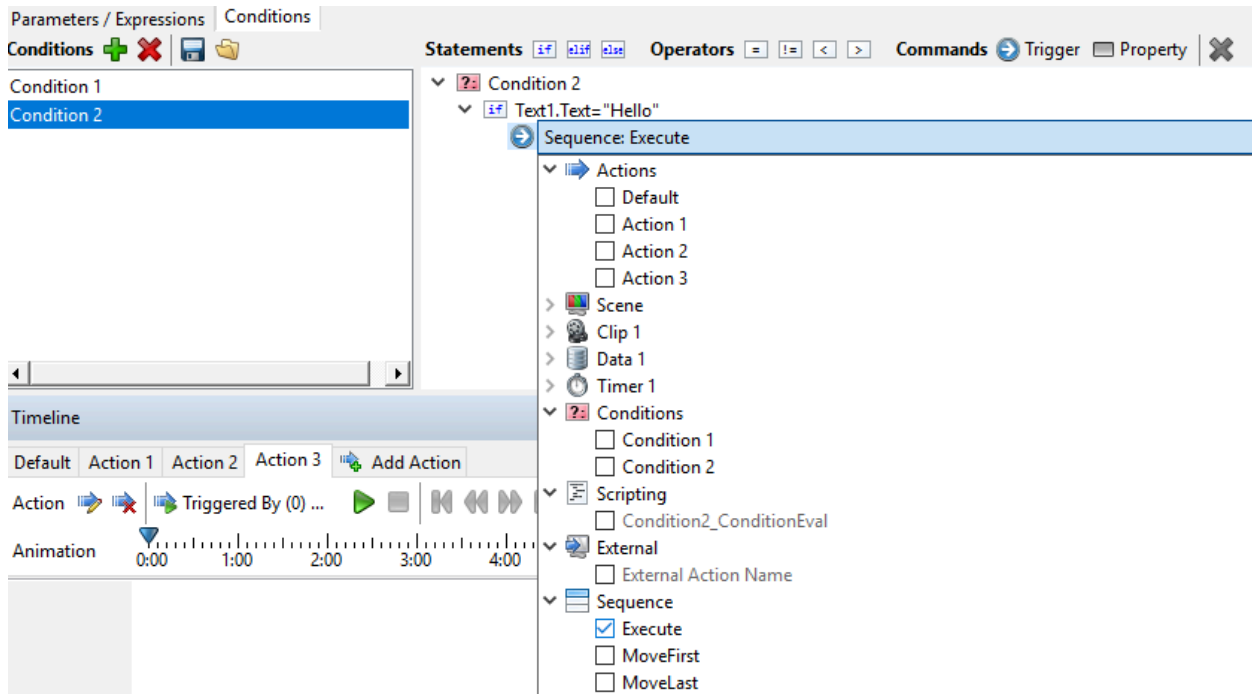 Parameters / Expressions Conditions
Conditions Statements if elif else Operators = != < > Commands Trigger Property
Condition 1
Condition 2
?: Condition 2
if Text1.Text="Hello"
Sequence: Execute
Actions
Default
Action 1
Action 2
Action 3
Scene
Clip 1
Data 1
Timer 1
?: Conditions
Condition 1
Condition 2
Scripting
Condition2_ConditionEval
External
External Action Name
Sequence
Execute
MoveFirst
MoveLast
Timeline
Default Action 1 Action 2 Action 3 Add Action
Action Triggered By (0) ...
Animation 0:00 1:00 2:00 3:00 4:00